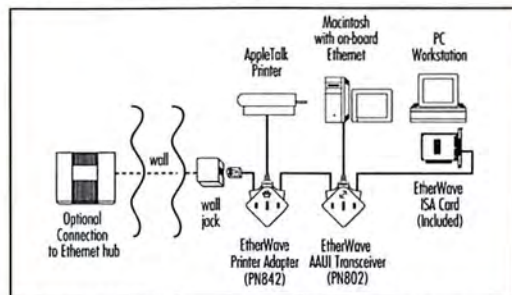 Macintosh
with on-board
Ethernet
PC
Workstation
AppleTalk
Printer
wall
wall
jack
Optional
Connection
to Ethernet hub
EtherWave
Printer Adapter
(PN842)
EtherWave
AAUI Transceiver
(PN802)
EtherWave
ISA Card
(Included)